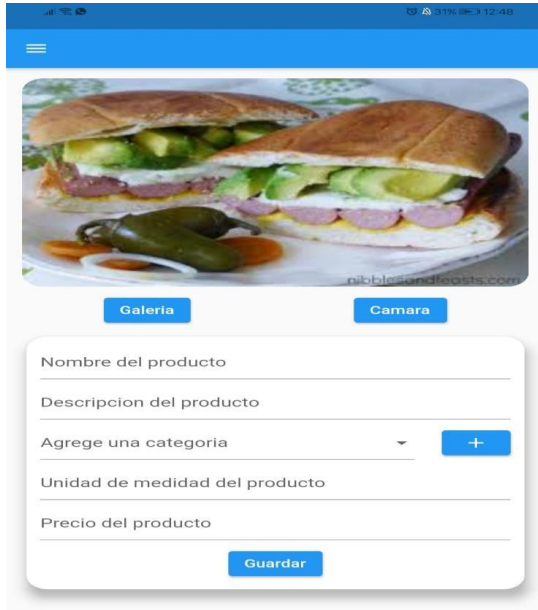 31% 12:48
nibblesandfeasts.com
Galeria
Camara
Nombre del producto
Descripcion del producto
Agrege una categoria
+
Unidad de medidad del producto
Precio del producto
Guardar